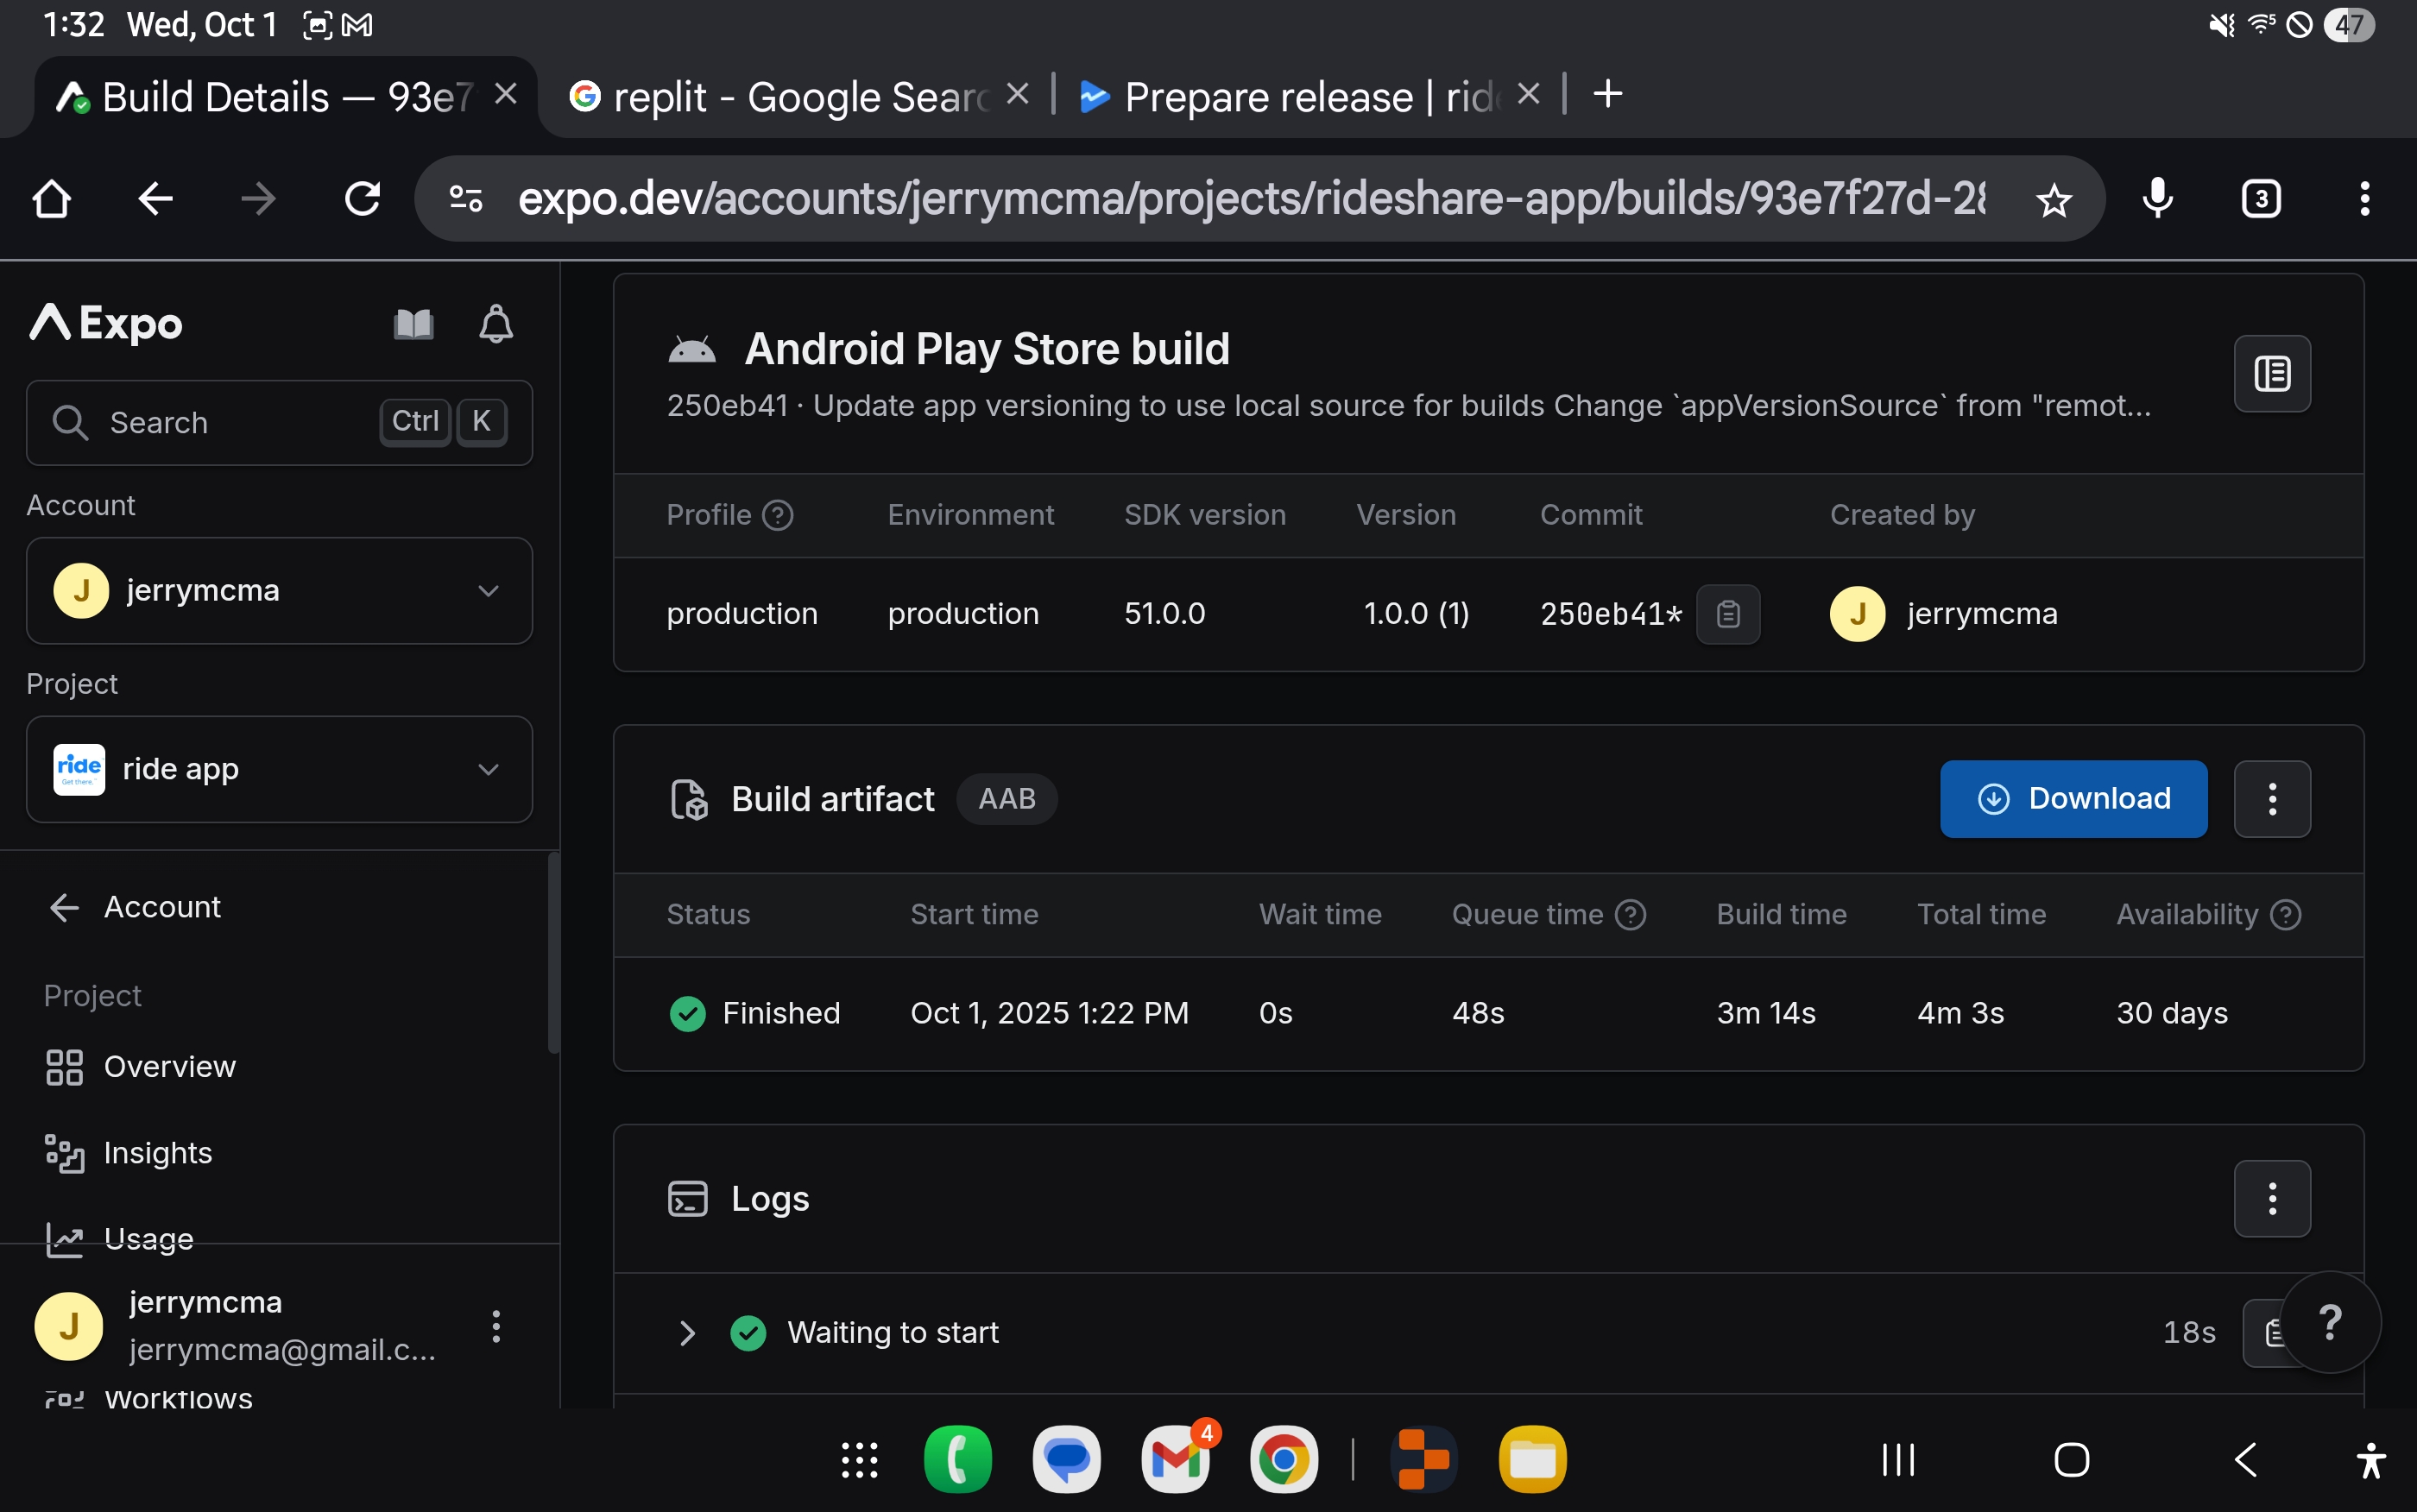 1:32 Wed, Oct 1
47
Build Details — 93e7
replit - Google Searc
Prepare release | ride
expo.dev/accounts/jerrymcma/projects/rideshare-app/builds/93e7f27d-28
3
Expo
Search Ctrl K
Account
J jerrymcma
Project
ride Get there. ride app
Account
Project
Overview
Insights
Usage
J jerrymcma
jerrymcma@gmail.c...
Workflows
Android Play Store build
250eb41 · Update app versioning to use local source for builds Change `appVersionSource` from "remot...
Profile Environment SDK version Version Commit Created by
production production 51.0.0 1.0.0 (1) 250eb41* J jerrymcma
Build artifact AAB Download
Status Start time Wait time Queue time Build time Total time Availability
Finished Oct 1, 2025 1:22 PM 0s 48s 3m 14s 4m 3s 30 days
Logs
Waiting to start 18s
?
4